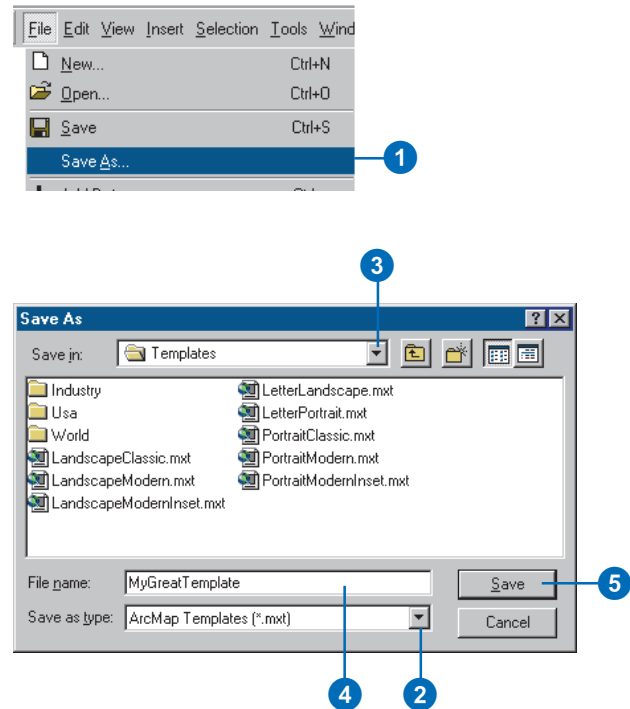 File Edit View Insert Selection Tools
New... Ctrl+N
Open... Ctrl+O
Save Ctrl+S
Save As...
1
3
Save As
Save in: Templates
Industry LetterLandscape.mxt
Usa LetterPortrait.mxt
World PortraitClassic.mxt
LandscapeClassic.mxt PortraitModern.mxt
LandscapeModern.mxt PortraitModernInset.mxt
LandscapeModernInset.mxt
File name: MyGreatTemplate Save 5
Save as type: ArcMap Templates (*.mxt) Cancel
4 2